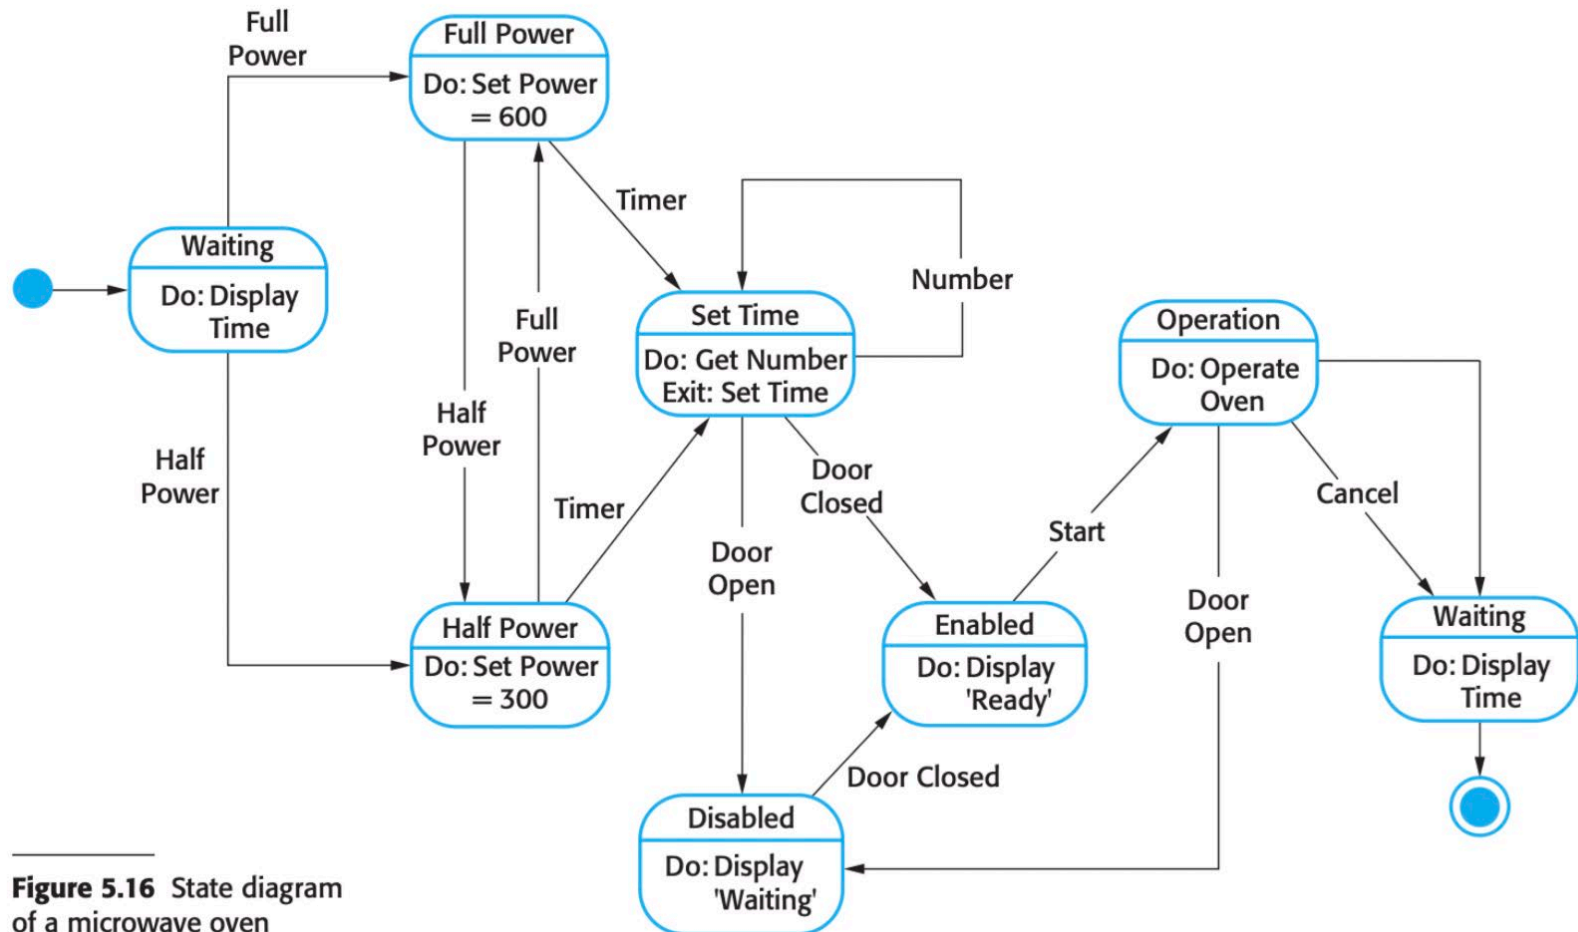 Full
Power
Full Power
Do: Set Power
= 600
Timer
Waiting
Do: Display
Time
Number
Set Time
Do: Get Number
Exit: Set Time
Full
Power
Operation
Do: Operate
Oven
Half
Power
Half
Power
Timer
Door
Closed
Door
Open
Start
Cancel
Door
Open
Half Power
Do: Set Power
= 300
Enabled
Do: Display
'Ready'
Waiting
Do: Display
Time
Door Closed
Disabled
Do: Display
'Waiting'
Figure 5.16 State diagram
of a microwave oven